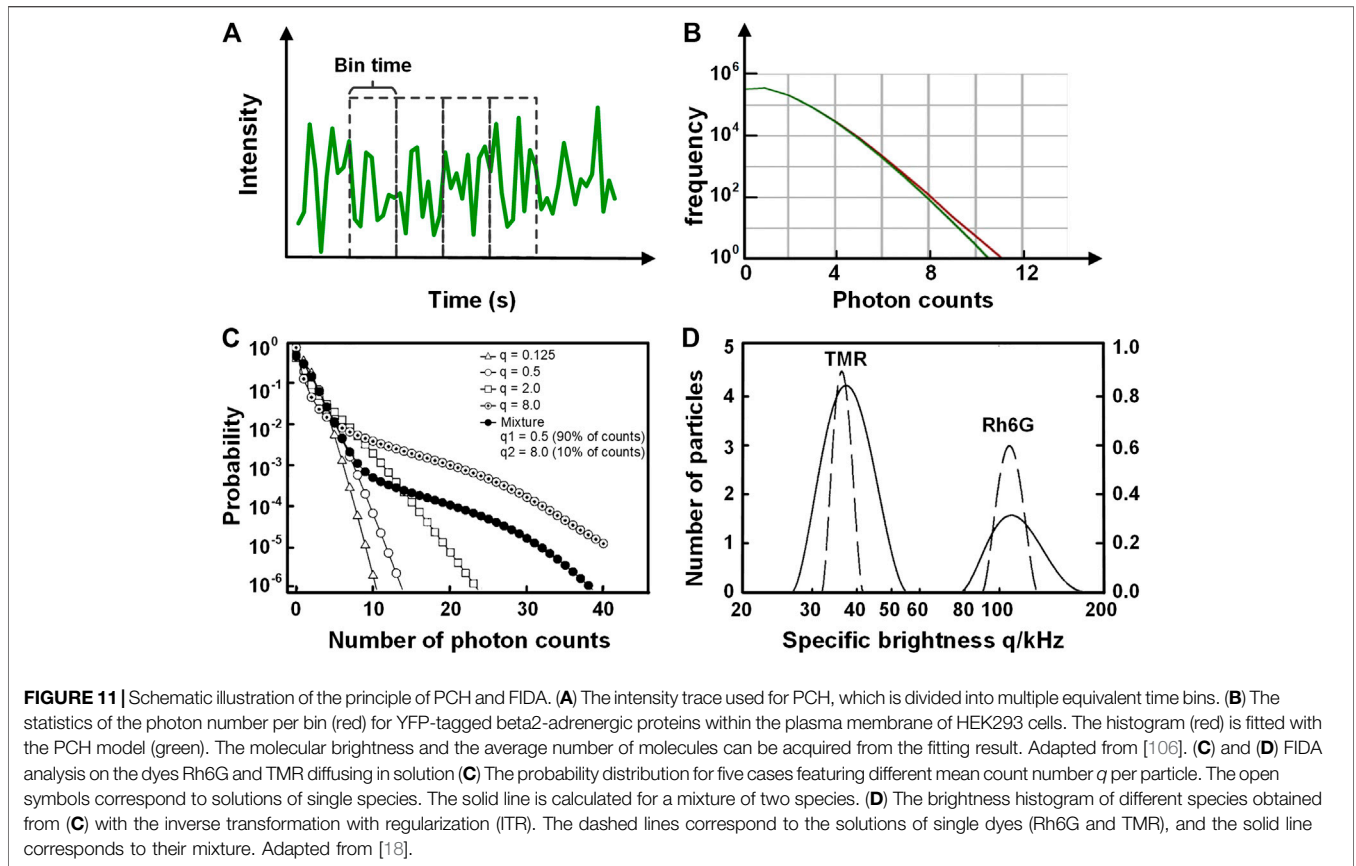 A
Bin time
Intensity
Time (s)
B
10^6
10^4
10^2
10^0
frequency
0 4 8 12
Photon counts
C
10^0
10^-1
10^-2
10^-3
10^-4
10^-5
10^-6
Probability
q = 0.125
q = 0.5
q = 2.0
q = 8.0
Mixture
q1 = 0.5 (90% of counts)
q2 = 8.0 (10% of counts)
0 10 20 30 40
Number of photon counts
D
5
4
3
2
1
0
Number of particles
TMR
Rh6G
1.0
0.8
0.6
0.4
0.2
0.0
20 30 40 50 60 80 100 200
Specific brightness q/kHz
FIGURE 11 | Schematic illustration of the principle of PCH and FIDA. (A) The intensity trace used for PCH, which is divided into multiple equivalent time bins. (B) The
statistics of the photon number per bin (red) for YFP-tagged beta2-adrenergic proteins within the plasma membrane of HEK293 cells. The histogram (red) is fitted with
the PCH model (green). The molecular brightness and the average number of molecules can be acquired from the fitting result. Adapted from [106]. (C) and (D) FIDA
analysis on the dyes Rh6G and TMR diffusing in solution (C) The probability distribution for five cases featuring different mean count number q per particle. The open
symbols correspond to solutions of single species. The solid line is calculated for a mixture of two species. (D) The brightness histogram of different species obtained
from (C) with the inverse transformation with regularization (ITR). The dashed lines correspond to the solutions of single dyes (Rh6G and TMR), and the solid line
corresponds to their mixture. Adapted from [18].